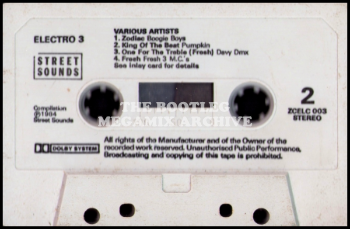 ELECTRO 3
VARIOUS ARTISTS
1. Zodiac Boogie Boys
2. King Of The Beat Pumpkin
3. One For The Treble (Fresh) Davy Dmx
4. Fresh Fresh 3 M.C.'s
See inlay card for details
STREET
SOUNDS
2
ZCELC 003
STEREO
Compilation
℗1984
Street Sounds
THE BOOTLEG
MEGAMIX ARCHIVE
DOLBY SYSTEM
All rights of the Manufacturer and of the Owner of the
recorded work reserved. Unauthorised Public Performance,
Broadcasting and copying of this tape is prohibited.